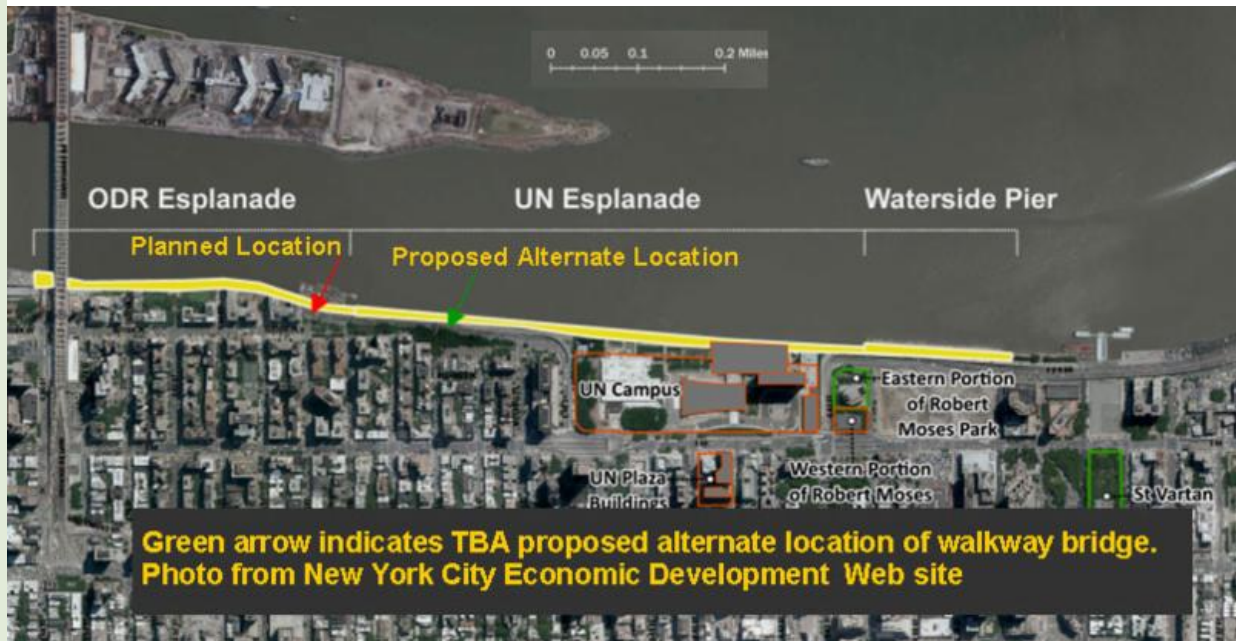 0 0.05 0.1 0.2 Miles
ODR Esplanade
UN Esplanade
Waterside Pier
Planned Location
Proposed Alternate Location
UN Campus
Eastern Portion
of Robert
Moses Park
UN Plaza
Buildings
Western Portion
of Robert Moses
St Vartan
Green arrow indicates TBA proposed alternate location of walkway bridge.
Photo from New York City Economic Development Web site